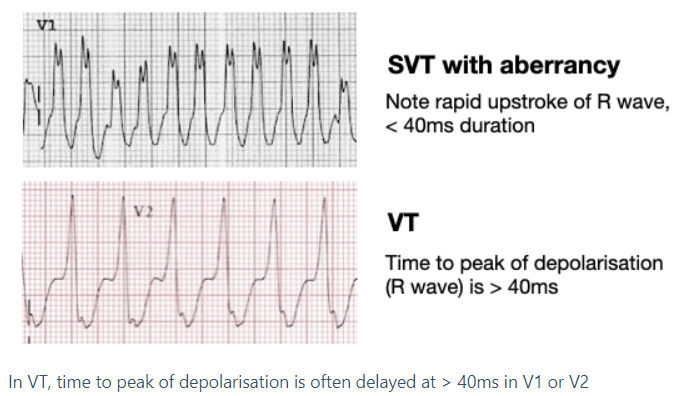 V1
SVT with aberrancy
Note rapid upstroke of R wave,
< 40ms duration
V2
VT
Time to peak of depolarisation
(R wave) is > 40ms
In VT, time to peak of depolarisation is often delayed at > 40ms in V1 or V2